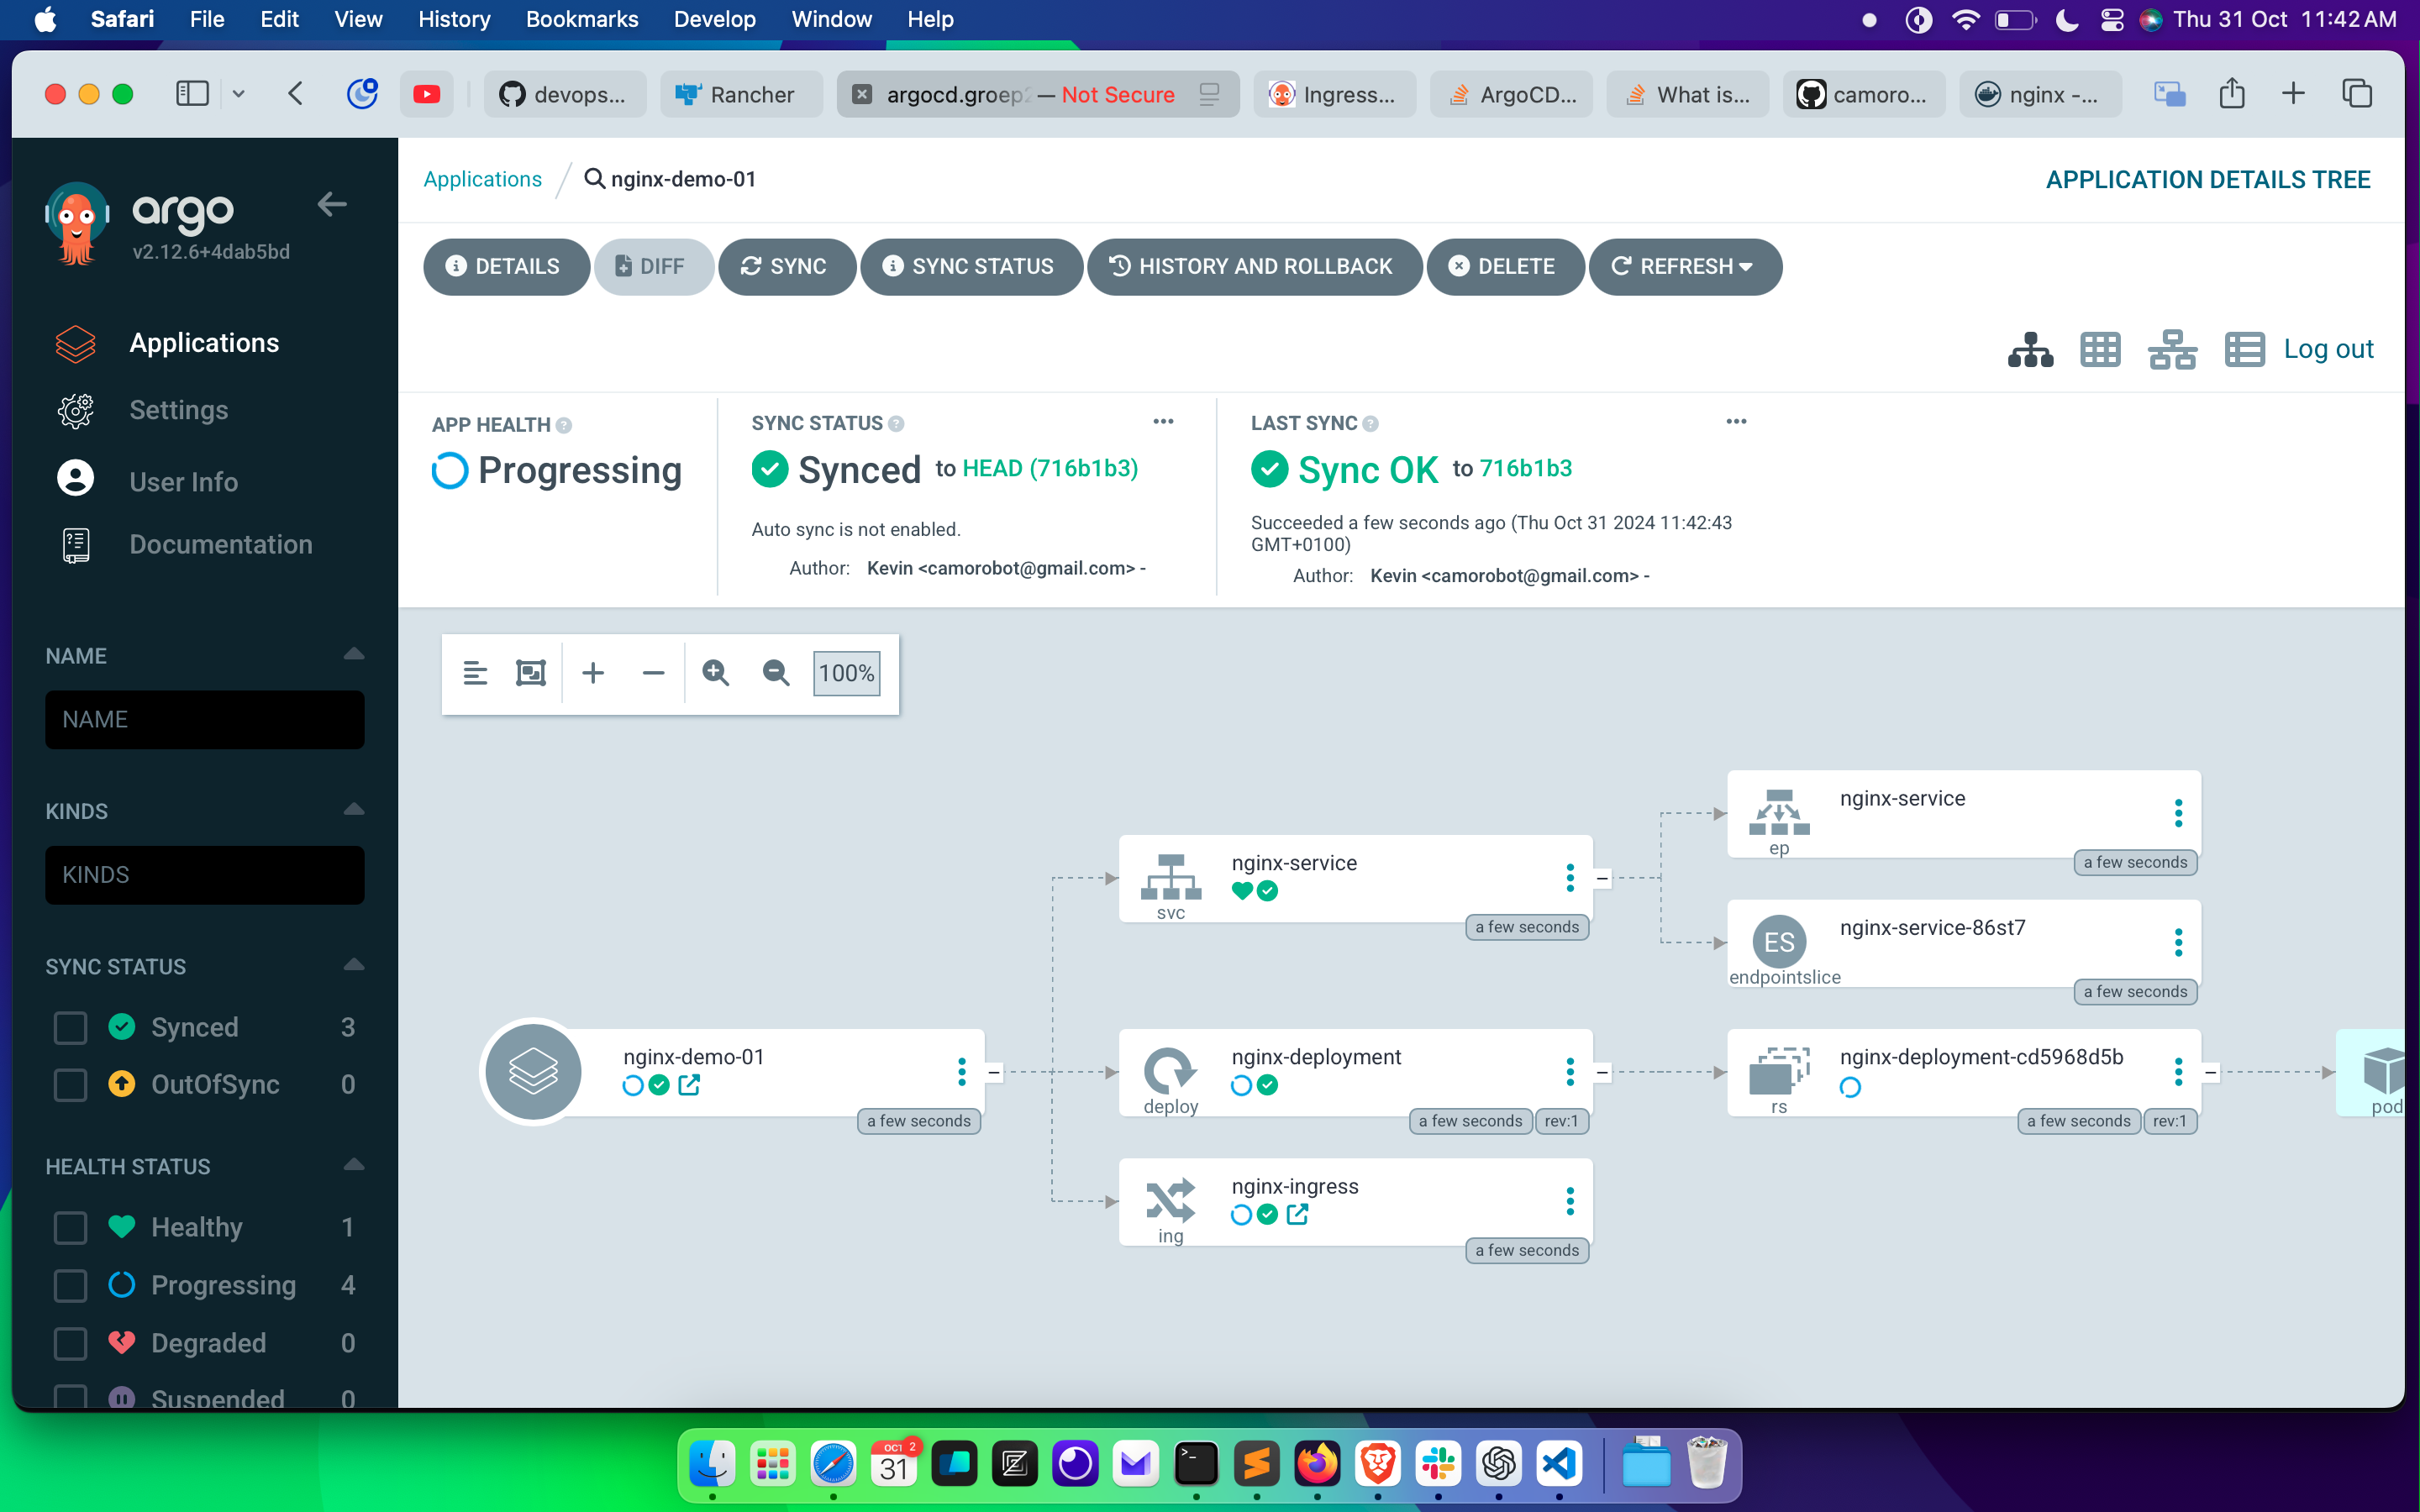 Safari File Edit View History Bookmarks Develop Window Help Thu 31 Oct 11:42 AM
devops... Rancher argocd.groep — Not Secure Ingress... ArgoCD... What is... camoro... nginx -...
argo
v2.12.6+4dab5bd
Applications
Settings
User Info
Documentation
NAME
NAME
KINDS
KINDS
SYNC STATUS
Synced 3
OutOfSync 0
HEALTH STATUS
Healthy 1
Progressing 4
Degraded 0
Suspended 0
Applications / nginx-demo-01
APPLICATION DETAILS TREE
DETAILS DIFF SYNC SYNC STATUS HISTORY AND ROLLBACK DELETE REFRESH
Log out
APP HEALTH
Progressing
SYNC STATUS
Synced to HEAD (716b1b3)
Auto sync is not enabled.
Author: Kevin <camorobot@gmail.com> -
LAST SYNC
Sync OK to 716b1b3
Succeeded a few seconds ago (Thu Oct 31 2024 11:42:43
GMT+0100)
Author: Kevin <camorobot@gmail.com> -
100%
nginx-demo-01
a few seconds
nginx-service
svc
a few seconds
nginx-deployment
deploy
a few seconds rev:1
nginx-ingress
ing
a few seconds
nginx-service
ep
a few seconds
ES
nginx-service-86st7
endpointslice
a few seconds
nginx-deployment-cd5968d5b
rs
a few seconds rev:1
pod
OCT 2
31